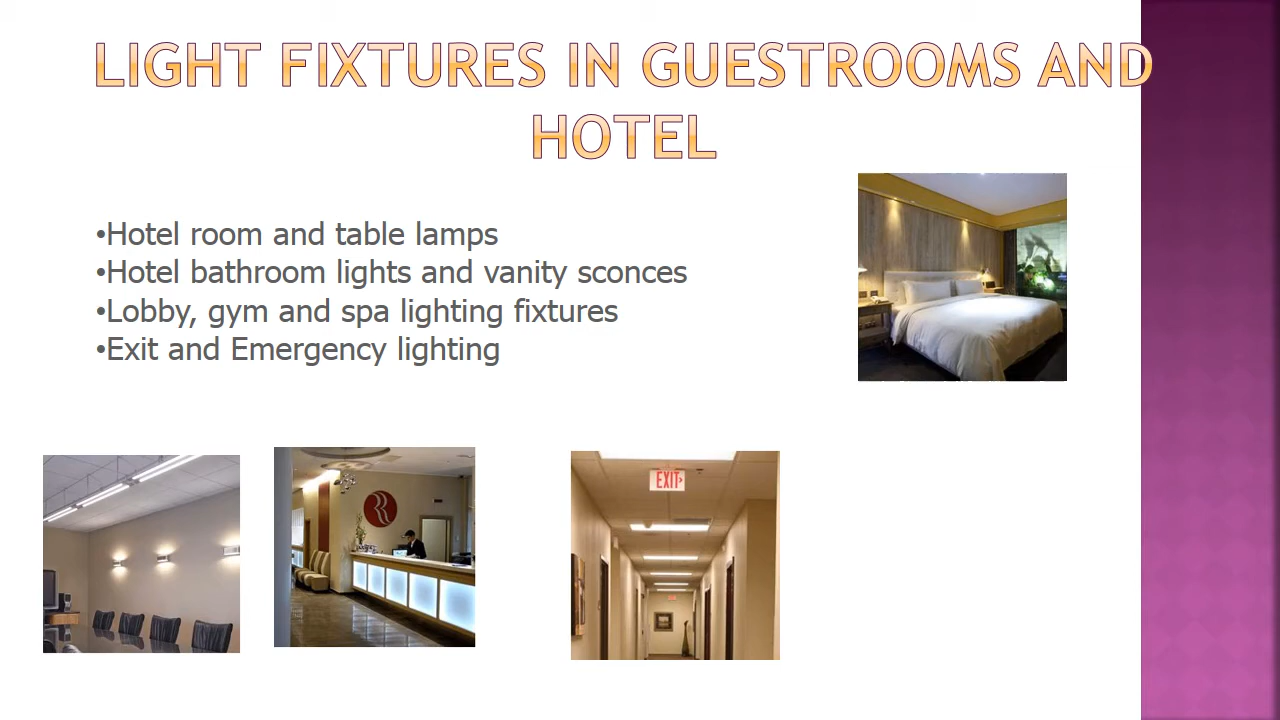 LIGHT FIXTURES IN GUESTROOMS AND
HOTEL
•Hotel room and table lamps
•Hotel bathroom lights and vanity sconces
•Lobby, gym and spa lighting fixtures
•Exit and Emergency lighting
EXIT